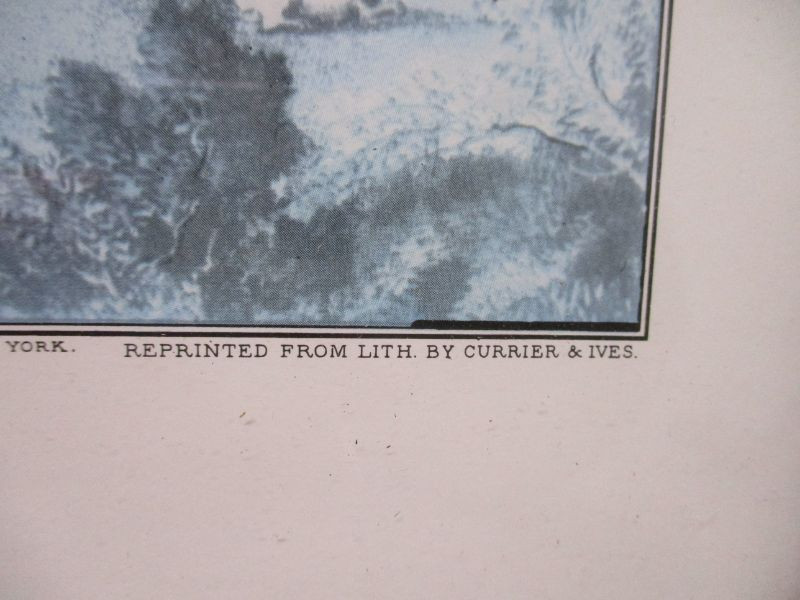 YORK. REPRINTED FROM LITH. BY CURRIER & IVES.